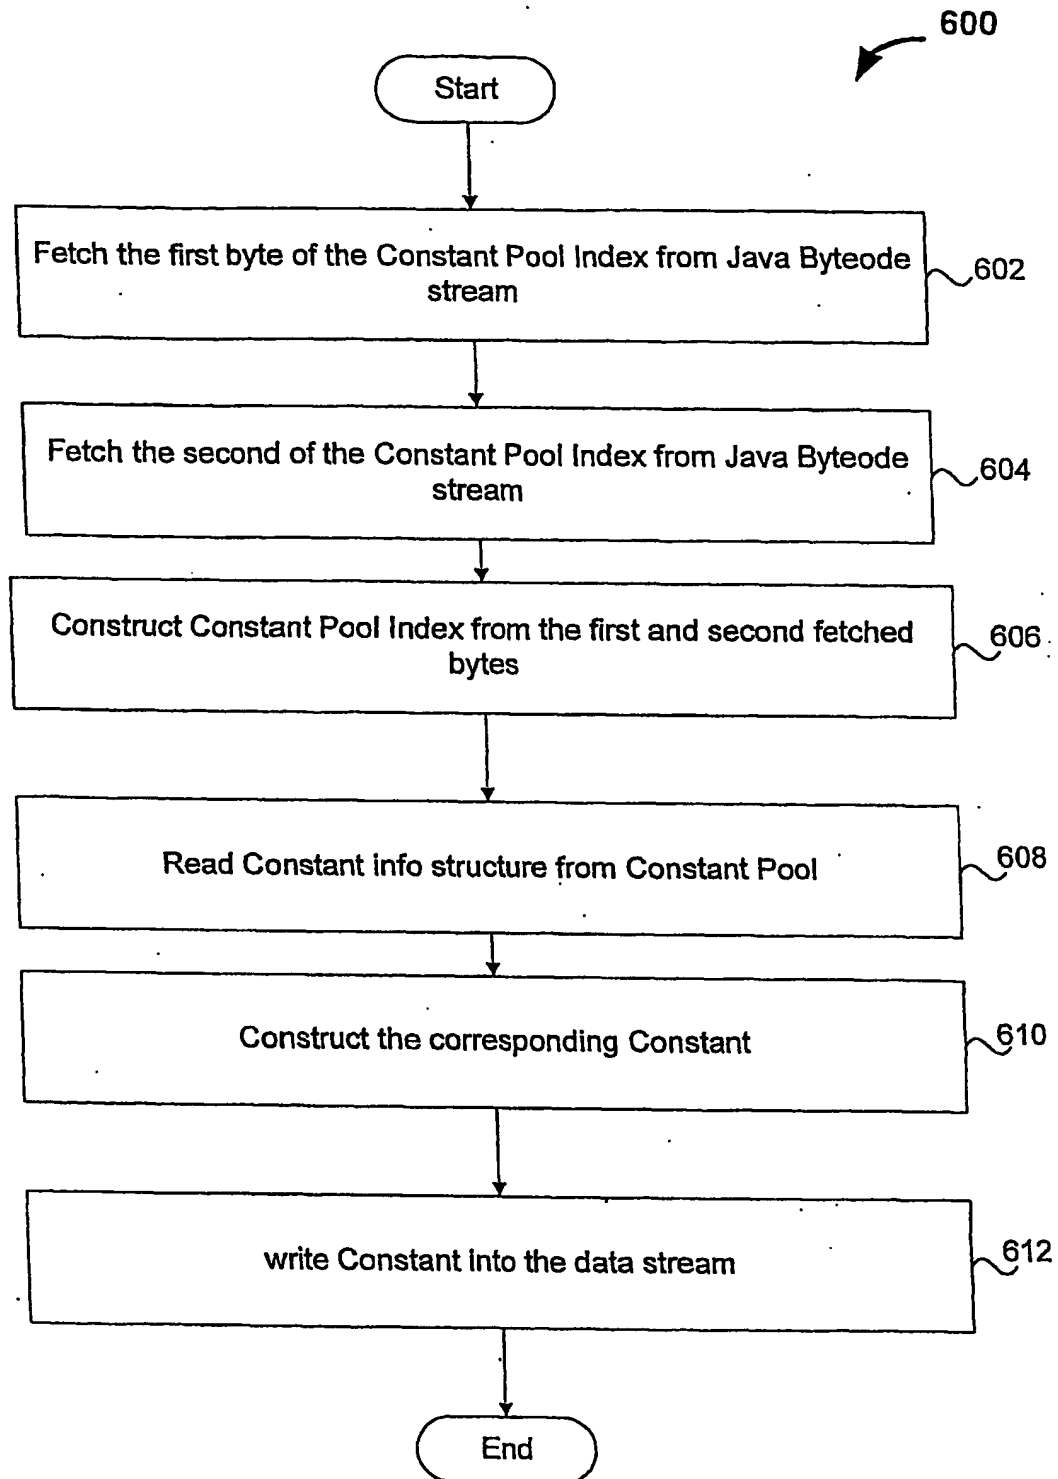 600
Start
Fetch the first byte of the Constant Pool Index from Java Byteode
stream
602
Fetch the second of the Constant Pool Index from Java Byteode
stream
604
Construct Constant Pool Index from the first and second fetched
bytes
606
Read Constant info structure from Constant Pool
608
Construct the corresponding Constant
610
write Constant into the data stream
612
End